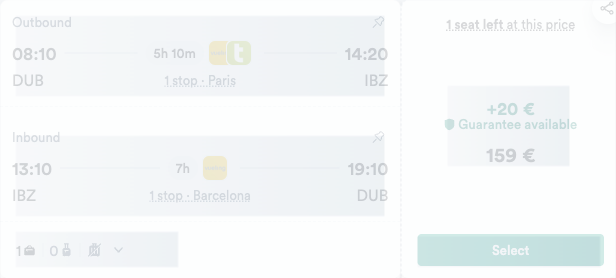 Outbound
08:10 5h 10m t 14:20
DUB 1 stop · Paris IBZ
Inbound
13:10 7h 19:10
IBZ 1 stop · Barcelona DUB
1 0
1 seat left at this price
+20 €
Guarantee available
159 €
Select